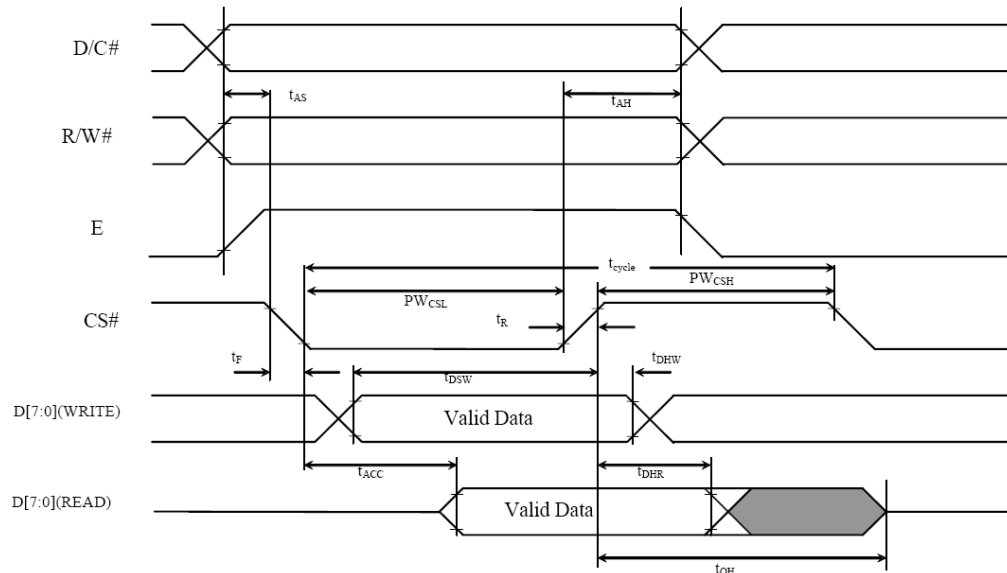 D/C#
tAS
tAH
R/W#
E
tcycle
PWCSL
PWCSH
CS#
tR
tF
tDSW
tDHW
D[7:0](WRITE)
Valid Data
tACC
tDHR
D[7:0](READ)
Valid Data
tOH